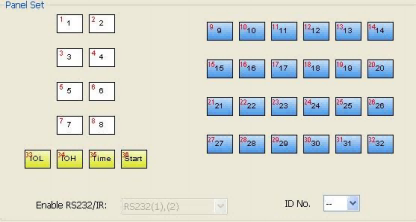 Panel Set
1 1 2 2
9 9 10 10 11 11 12 12 13 13 14 14
3 3 4 4
15 15 16 16 17 17 18 18 19 19 20 20
5 5 6 6
21 21 22 22 23 23 24 24 25 25 26 26
7 7 8 8
27 27 28 28 29 29 30 30 31 31 32 32
33 TOL 34 TOH 35 Time 36 Start
Enable RS232/IR: RS232(1),(2) ID No. --